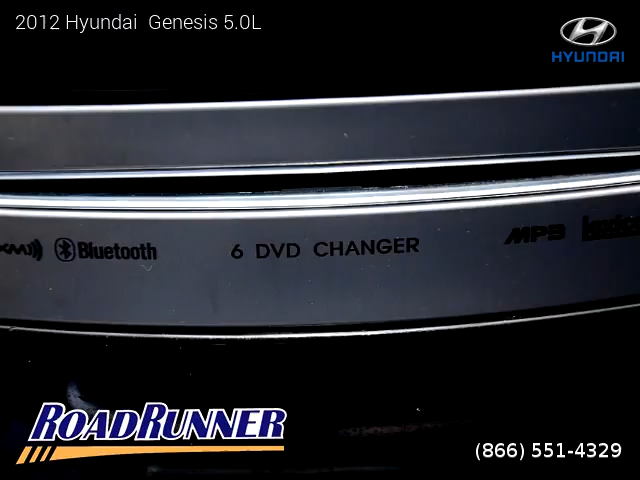 2012 Hyundai  Genesis 5.0L
HYUNDAI
Bluetooth
6 DVD CHANGER
MP3
ROADRUNNER
(866) 551-4329